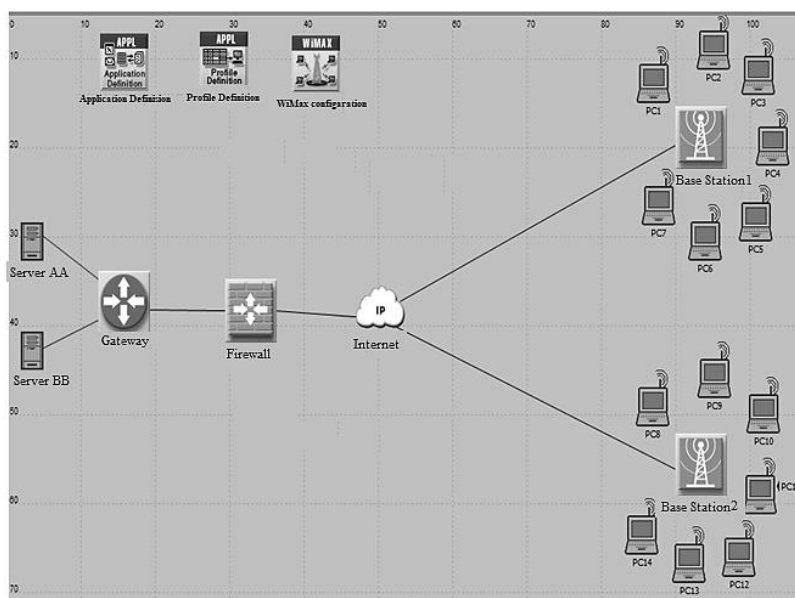 0 10 20 30 40 50 60 70 80 90 100
10
20
30
40
50
60
70
APPL
Application
Definition
Application Definition
APPL
Profile
Definition
Profile Definition
WiMAX
WiMax configaration
PC1
PC2
PC3
PC4
PC5
PC6
PC7
Base Station1
Server AA
Server BB
Gateway
Firewall
IP
Internet
PC8
PC9
PC10
PC1
Base Station2
PC12
PC13
PC14